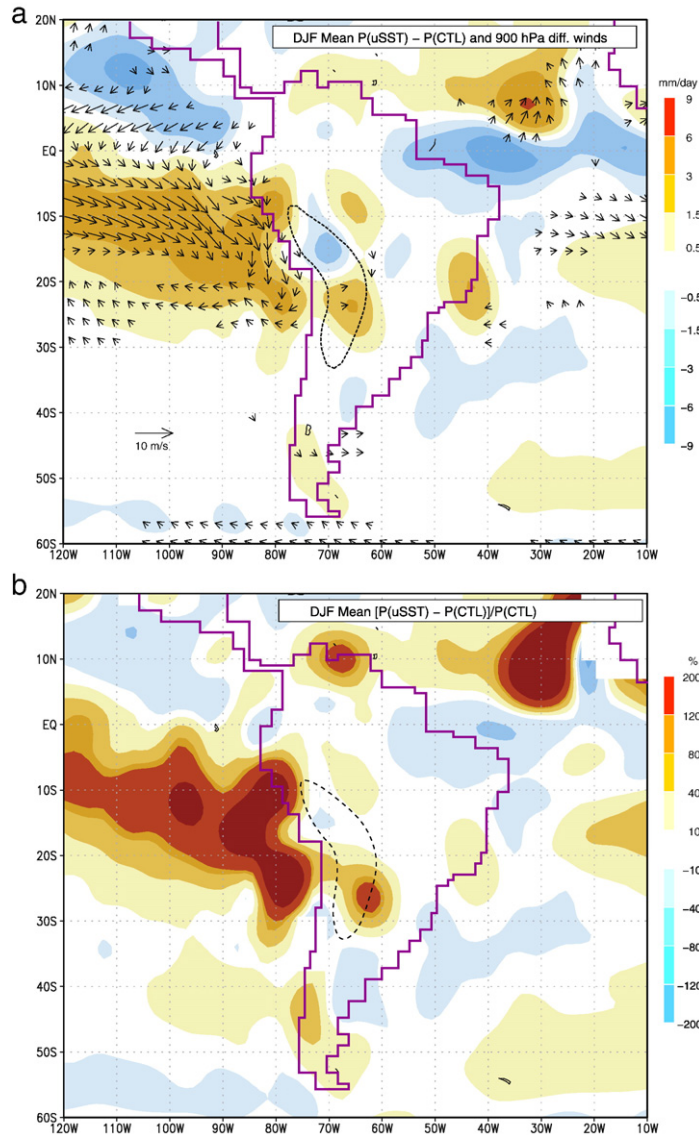 a
DJF Mean P(uSST) – P(CTL) and 900 hPa diff. winds
20N
10N
EQ
10S
20S
30S
40S
50S
60S
10 m/s
120W 110W 100W 90W 80W 70W 60W 50W 40W 30W 20W 10W
mm/day
9
6
3
1.5
0.5
-0.5
-1.5
-3
-6
-9
b
DJF Mean [P(uSST) – P(CTL)]/P(CTL)
20N
10N
EQ
10S
20S
30S
40S
50S
60S
120W 110W 100W 90W 80W 70W 60W 50W 40W 30W 20W 10W
%
200
120
80
40
10
-10
-40
-80
-120
-200